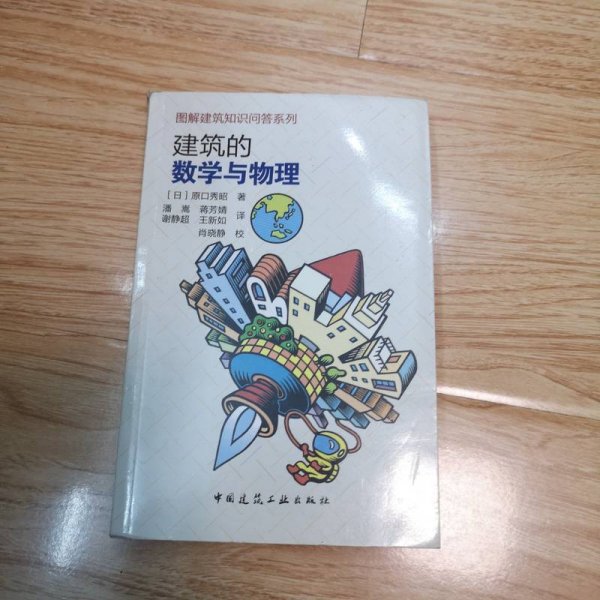 图解建筑知识问答系列
建筑的
数学与物理
[日] 原口秀昭 著
潘嵩 蒋芳婧
谢静超 王新如 译
肖晓静 校
中国建筑工业出版社